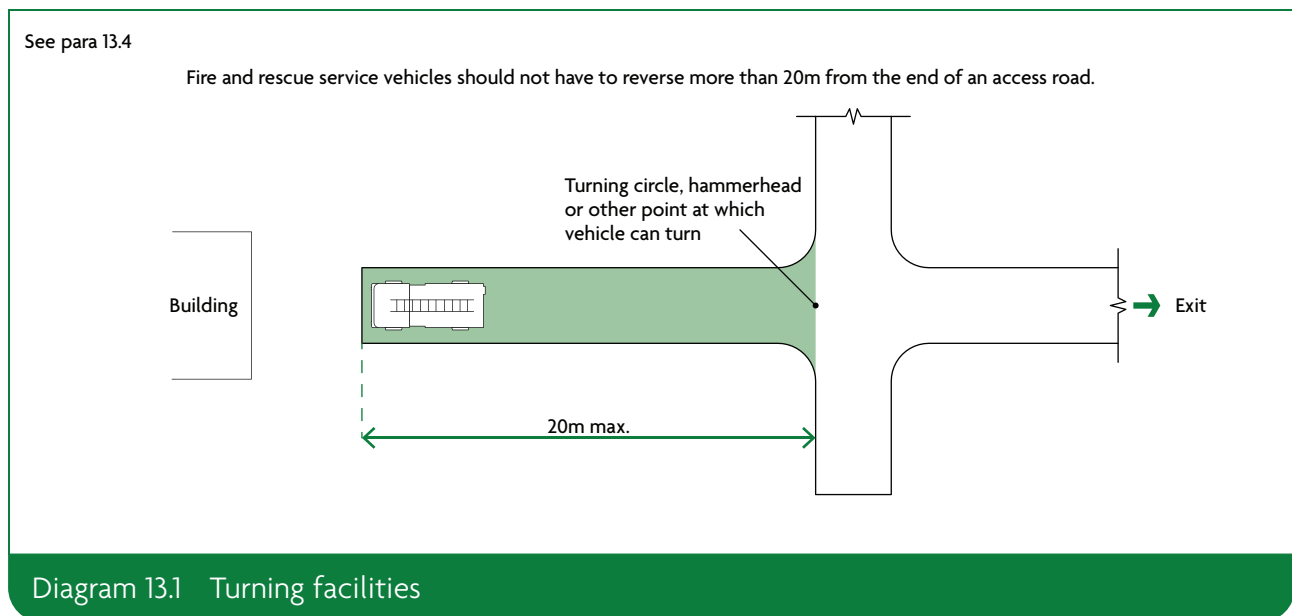 See para 13.4
Fire and rescue service vehicles should not have to reverse more than 20m from the end of an access road.
Turning circle, hammerhead
or other point at which
vehicle can turn
Building
Exit
20m max.
Diagram 13.1 Turning facilities